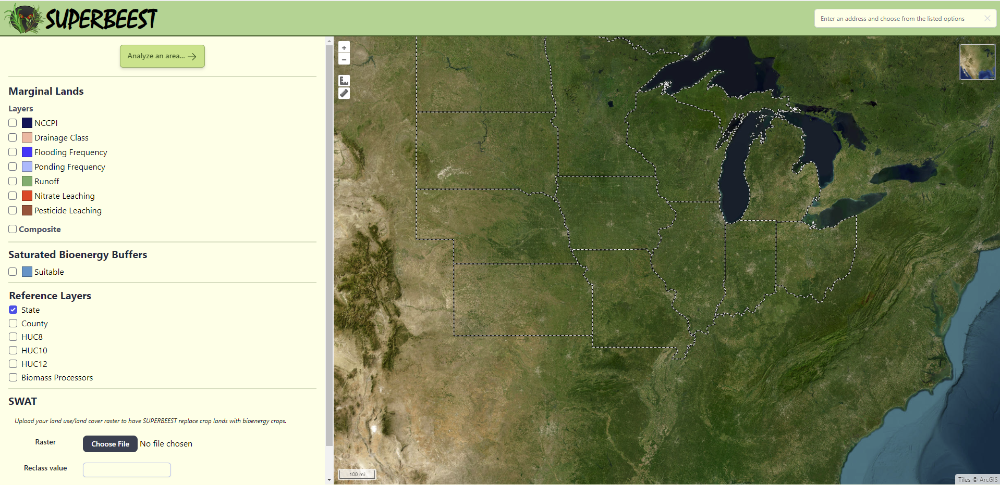 SUPERBEEST
Enter an address and choose from the listed options
Analyze an area...
Marginal Lands
Layers
NCCPI
Drainage Class
Flooding Frequency
Ponding Frequency
Runoff
Nitrate Leaching
Pesticide Leaching
Composite
Saturated Bioenergy Buffers
Suitable
Reference Layers
State
County
HUC8
HUC10
HUC12
Biomass Processors
SWAT
Upload your land use/land cover raster to have SUPERBEEST replace crop lands with bioenergy crops.
Raster Choose File No file chosen
Reclass value
+
−
100 mi
Tiles © ArcGIS